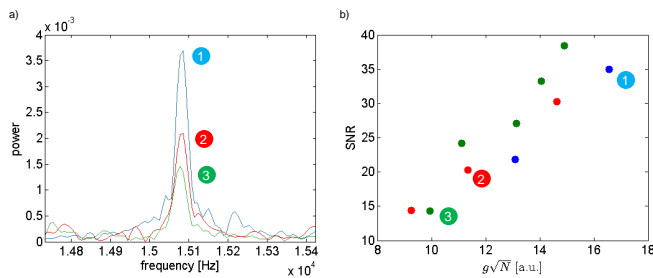 a)
x 10⁻³
4
3.5
3
2.5
2
1.5
1
0.5
0
power
1
2
3
1.48 1.49 1.5 1.51 1.52 1.53 1.54
frequency [Hz]
x 10⁴
b)
40
35
30
25
20
15
10
SNR
1
2
3
8 10 12 14 16 18
g√N [a.u.]